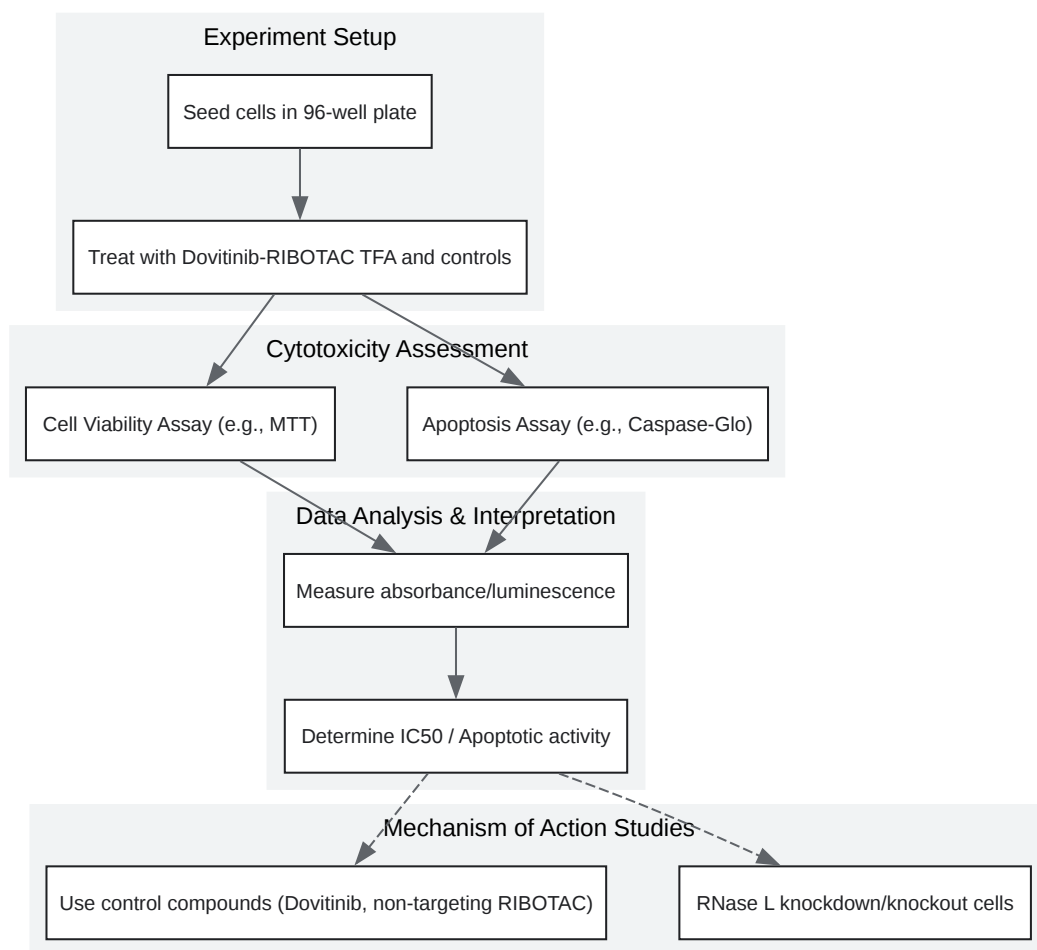 Experiment Setup
Seed cells in 96-well plate
Treat with Dovitinib-RIBOTAC TFA and controls
Cytotoxicity Assessment
Cell Viability Assay (e.g., MTT)
Apoptosis Assay (e.g., Caspase-Glo)
Data Analysis & Interpretation
Measure absorbance/luminescence
Determine IC50 / Apoptotic activity
Mechanism of Action Studies
Use control compounds (Dovitinib, non-targeting RIBOTAC)
RNase L knockdown/knockout cells